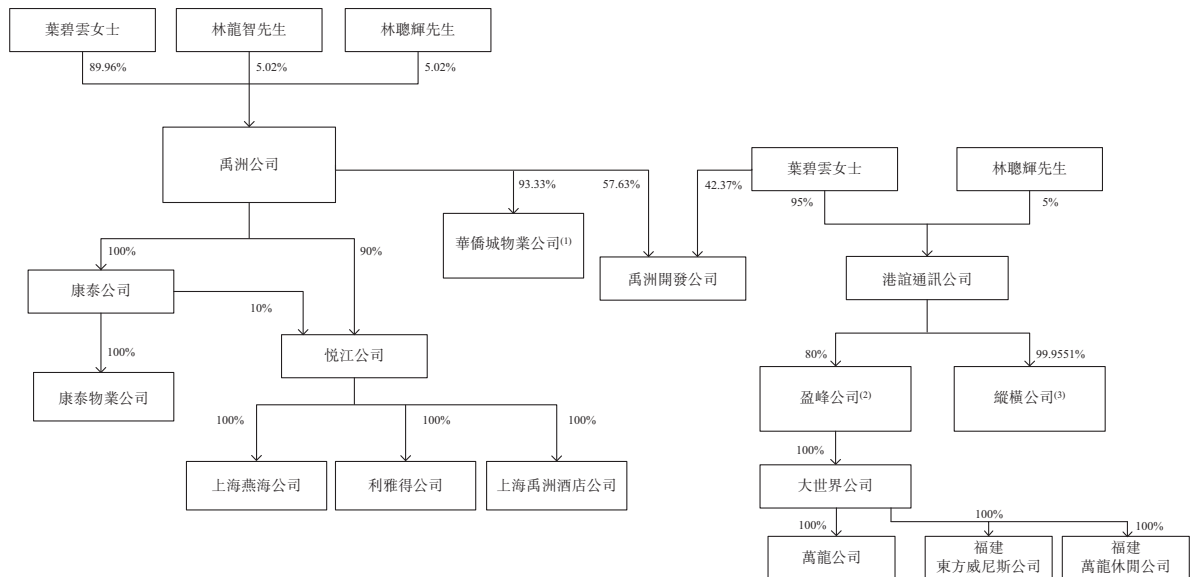 葉碧雲女士
林龍智先生
林聰輝先生
89.96%
5.02%
5.02%
禹洲公司
葉碧雲女士
林聰輝先生
93.33%
57.63%
42.37%
95%
5%
華僑城物業公司(1)
禹洲開發公司
港誼通訊公司
100%
90%
康泰公司
10%
悦江公司
100%
康泰物業公司
80%
99.9551%
盈峰公司(2)
縱橫公司(3)
100%
100%
100%
上海燕海公司
利雅得公司
上海禹洲酒店公司
100%
大世界公司
100%
100%
100%
萬龍公司
福建
東方威尼斯公司
福建
萬龍休閒公司